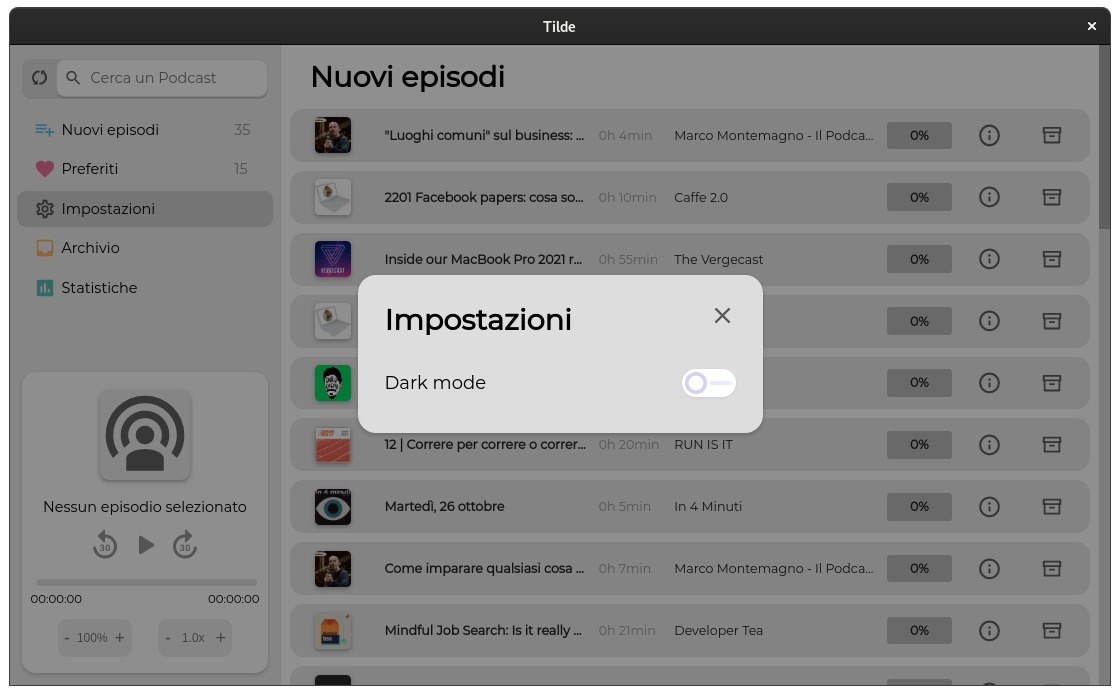 Tilde
Cerca un Podcast
Nuovi episodi 35
Preferiti 15
Impostazioni
Archivio
Statistiche
Nessun episodio selezionato
30 30
00:00:00 00:00:00
- 100% + - 1.0x +
Nuovi episodi
"Luoghi comuni" sul business: ... 0h 4min Marco Montemagno - Il Podca... 0%
2201 Facebook papers: cosa so... 0h 10min Caffe 2.0 0%
VERGECAST Inside our MacBook Pro 2021 r... 0h 55min The Vergecast 0%
0%
0%
12 | Correre per correre o correr... 0h 20min RUN IS IT 0%
In 4 minuti Martedì, 26 ottobre 0h 5min In 4 Minuti 0%
Come imparare qualsiasi cosa ... 0h 7min Marco Montemagno - Il Podca... 0%
tea Mindful Job Search: Is it really ... 0h 21min Developer Tea 0%
Impostazioni
Dark mode